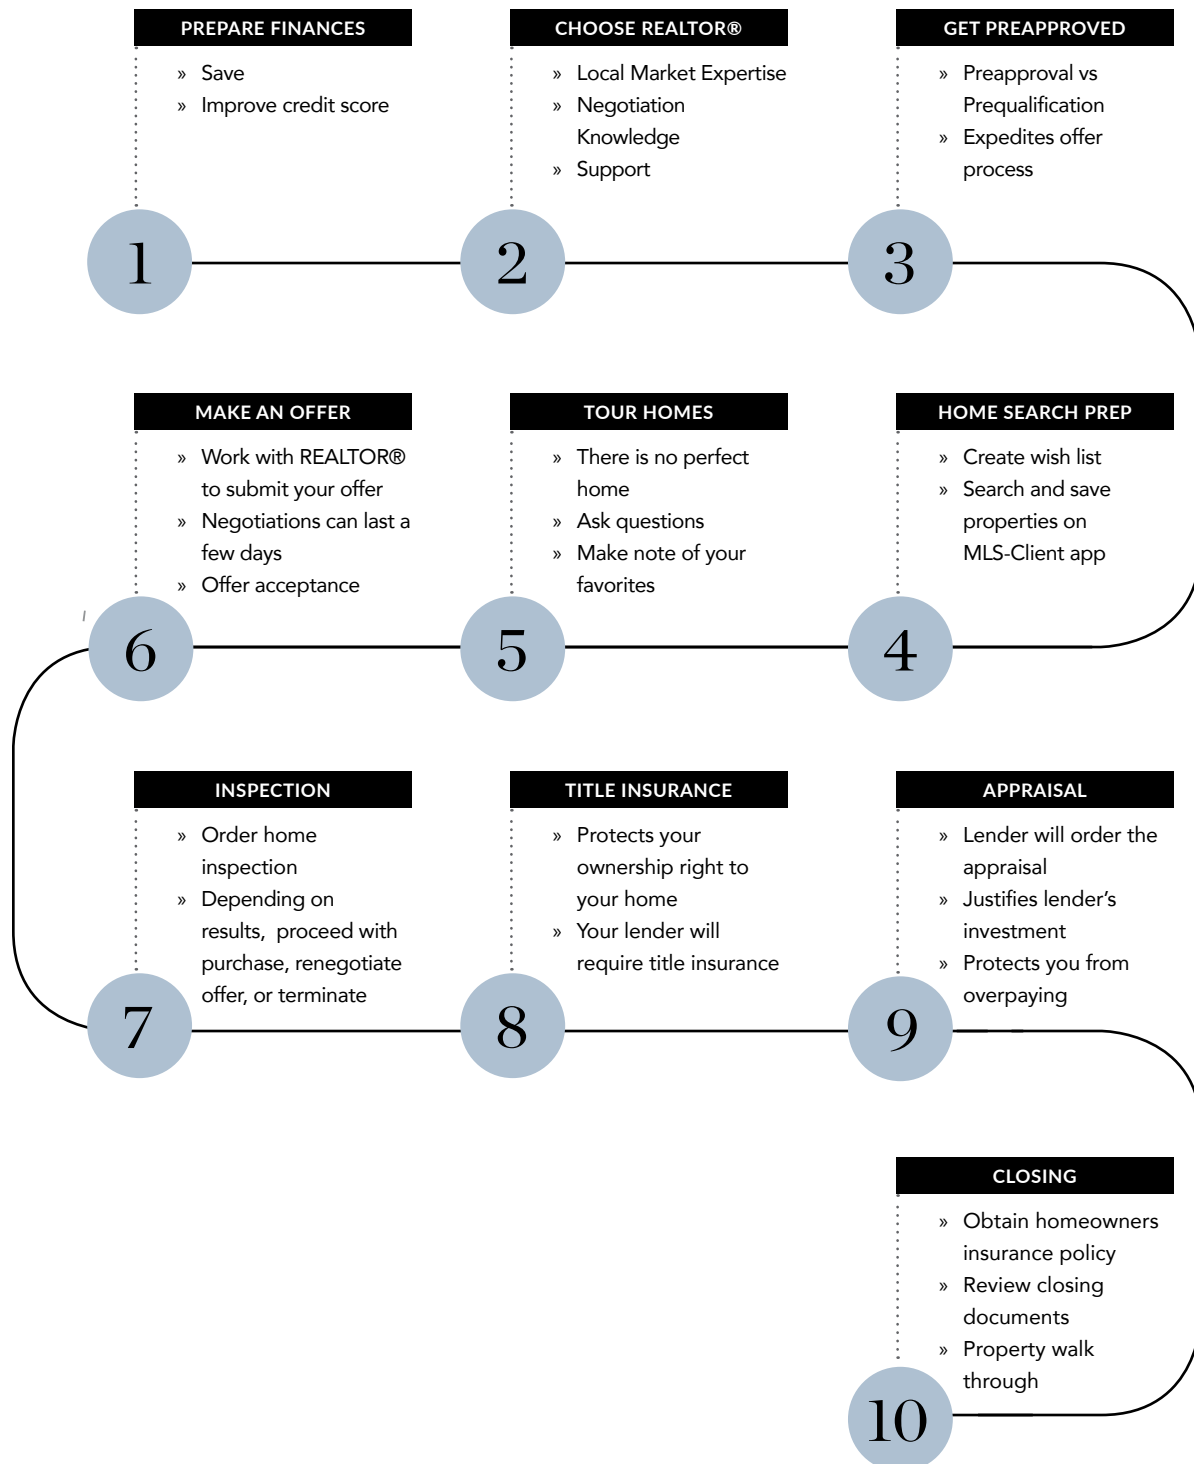 PREPARE FINANCES
» Save
» Improve credit score
1
CHOOSE REALTOR®
» Local Market Expertise
» Negotiation
Knowledge
» Support
2
GET PREAPPROVED
» Preapproval vs
Prequalification
» Expedites offer
process
3
HOME SEARCH PREP
» Create wish list
» Search and save
properties on
MLS-Client app
4
TOUR HOMES
» There is no perfect
home
» Ask questions
» Make note of your
favorites
5
MAKE AN OFFER
» Work with REALTOR®
to submit your offer
» Negotiations can last a
few days
» Offer acceptance
6
INSPECTION
» Order home
inspection
» Depending on
results, proceed with
purchase, renegotiate
offer, or terminate
7
TITLE INSURANCE
» Protects your
ownership right to
your home
» Your lender will
require title insurance
8
APPRAISAL
» Lender will order the
appraisal
» Justifies lender’s
investment
» Protects you from
overpaying
9
CLOSING
» Obtain homeowners
insurance policy
» Review closing
documents
» Property walk
through
10